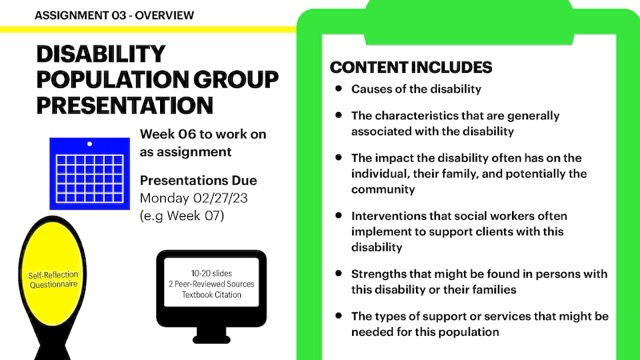 ASSIGNMENT 03 - OVERVIEW
DISABILITY
POPULATION GROUP
PRESENTATION
Week 06 to work on
as assignment
Presentations Due
Monday 02/27/23
(e.g Week 07)
Self-Reflection
Questionnaire
10-20 slides
2 Peer-Reviewed Sources
Textbook Citation
CONTENT INCLUDES
• Causes of the disability
• The characteristics that are generally
associated with the disability
• The impact the disability often has on the
individual, their family, and potentially the
community
• Interventions that social workers often
implement to support clients with this
disability
• Strengths that might be found in persons with
this disability or their families
• The types of support or services that might be
needed for this population